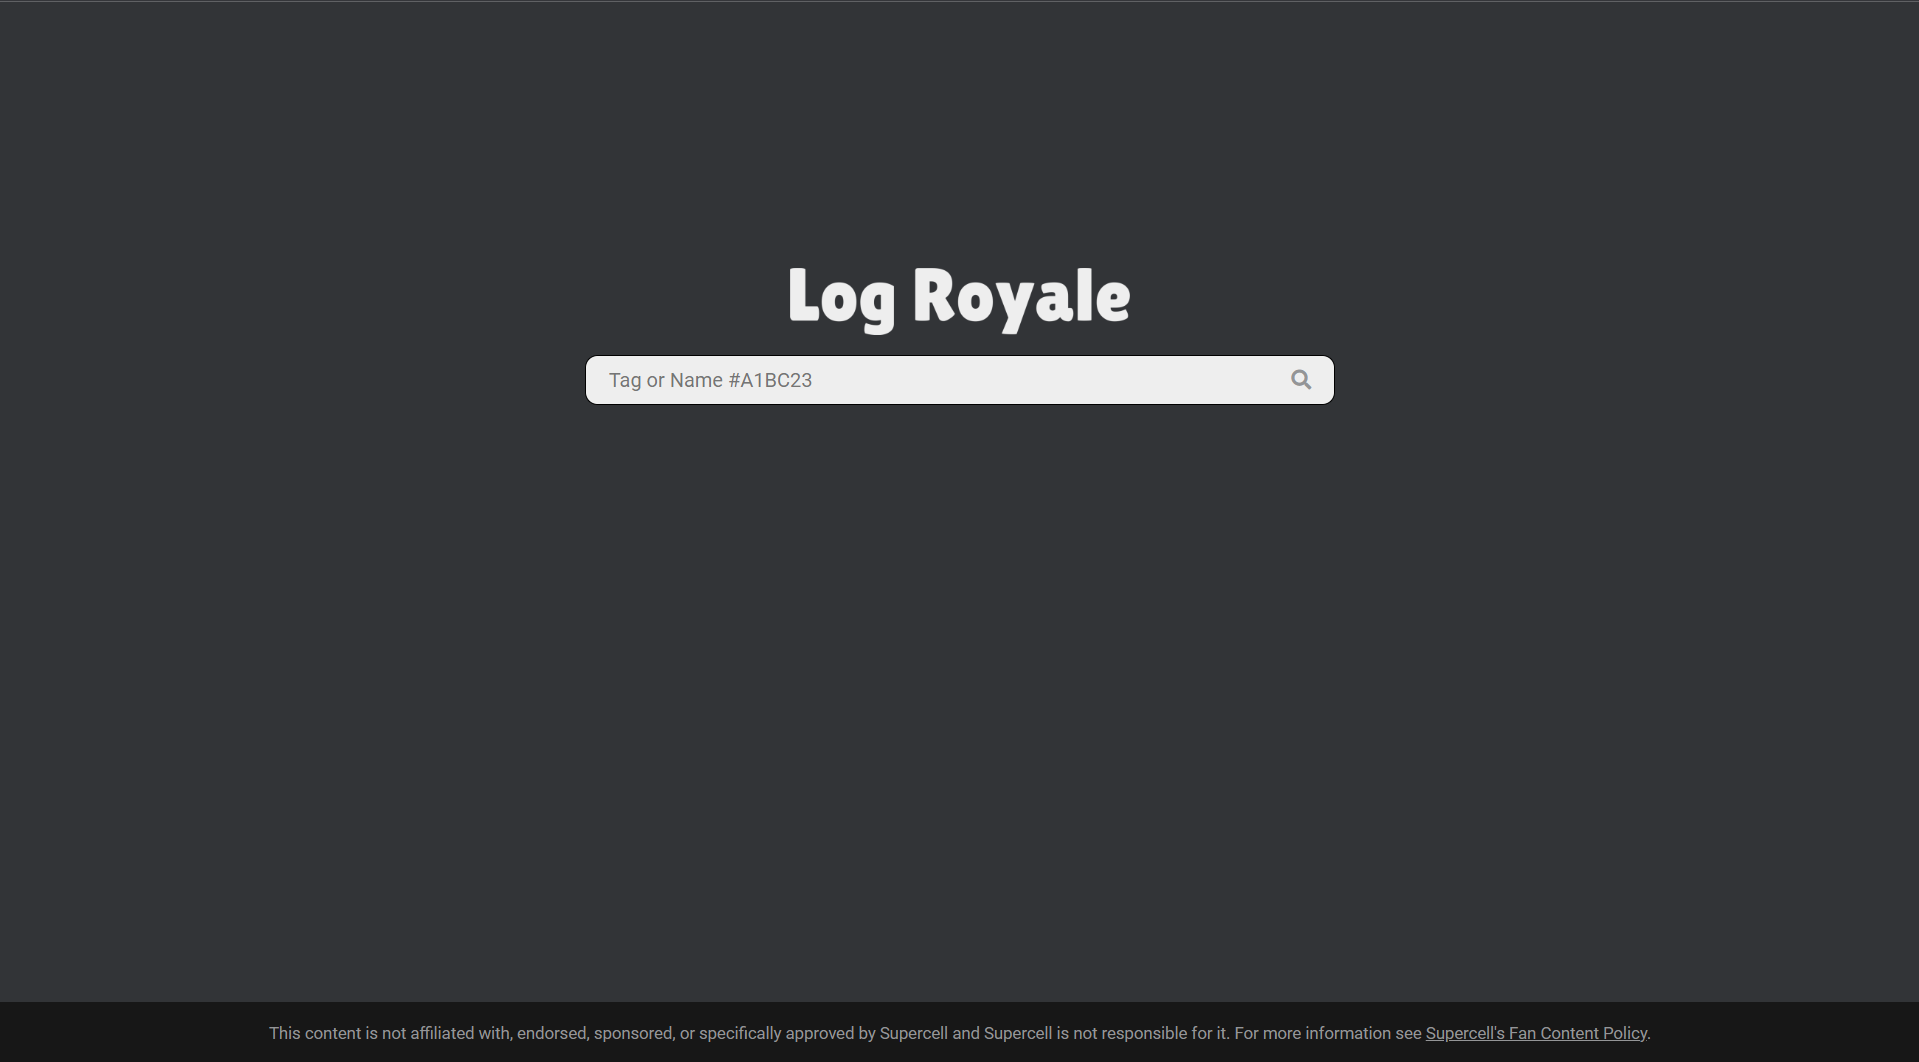 Log Royale
Tag or Name #A1BC23
This content is not affiliated with, endorsed, sponsored, or specifically approved by Supercell and Supercell is not responsible for it. For more information see Supercell's Fan Content Policy.